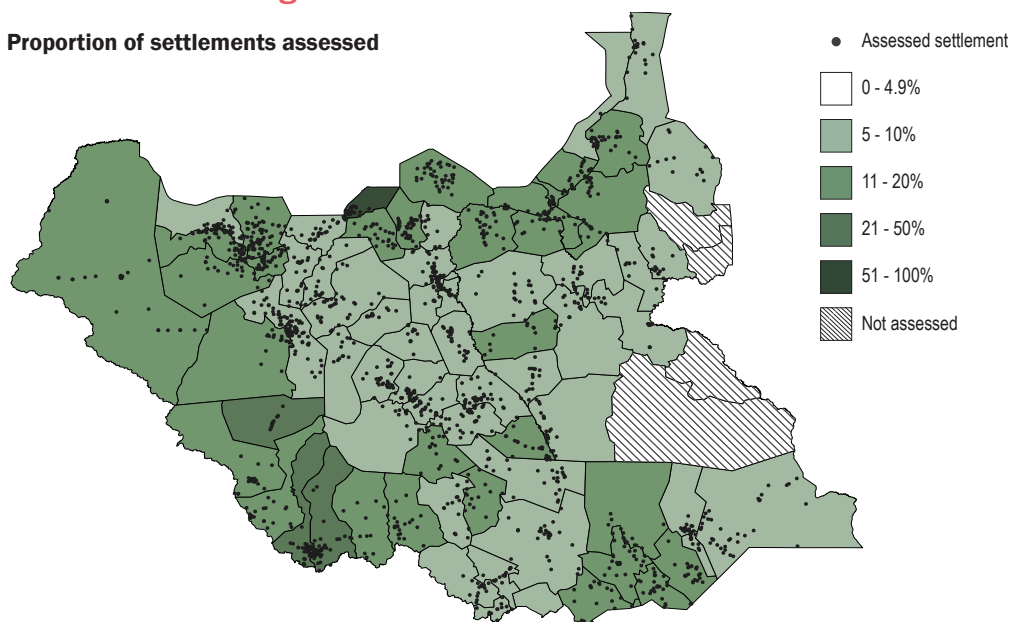 Proportion of settlements assessed
Assessed settlement
0 - 4.9%
5 - 10%
11 - 20%
21 - 50%
51 - 100%
Not assessed